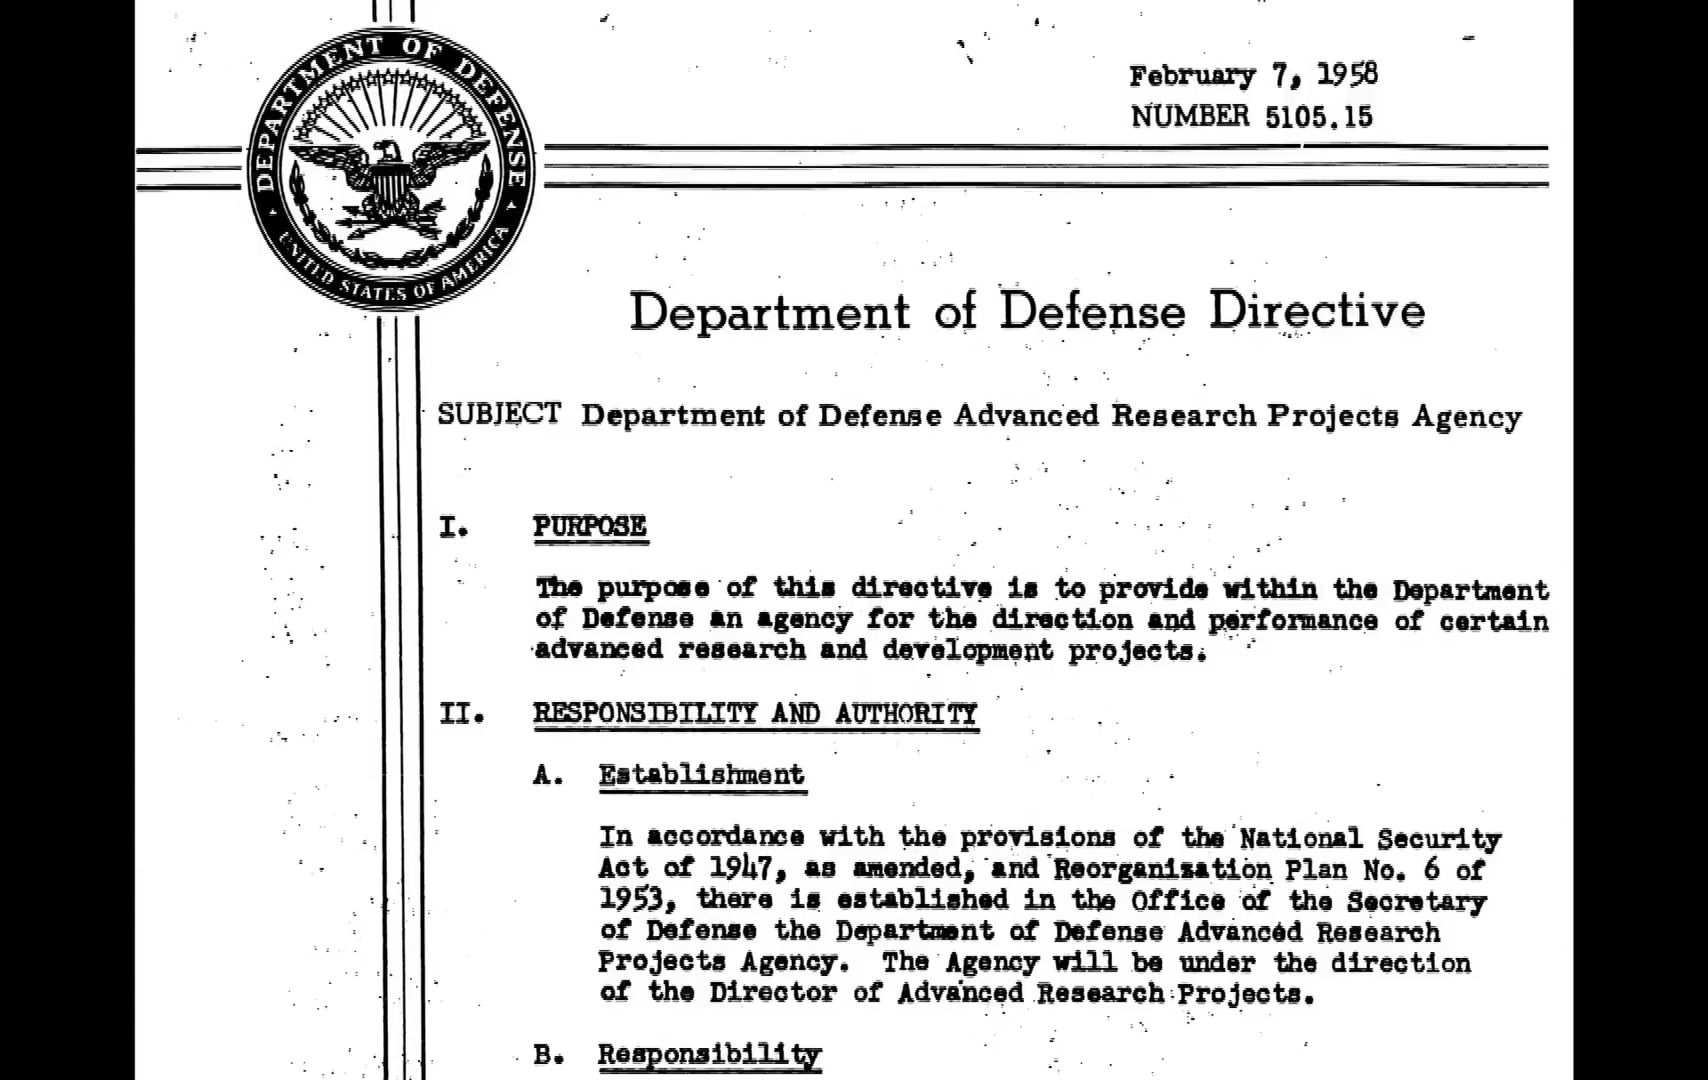 DEPARTMENT OF DEFENSE
UNITED STATES OF AMERICA
February 7, 1958
NUMBER 5105.15
Department of Defense Directive
SUBJECT Department of Defense Advanced Research Projects Agency
I. PURPOSE
The purpose of this directive is to provide within the Department
of Defense an agency for the direction and performance of certain
advanced research and development projects.
II. RESPONSIBILITY AND AUTHORITY
A. Establishment
In accordance with the provisions of the National Security
Act of 1947, as amended, and Reorganization Plan No. 6 of
1953, there is established in the Office of the Secretary
of Defense the Department of Defense Advanced Research
Projects Agency. The Agency will be under the direction
of the Director of Advanced Research Projects.
B. Responsibility